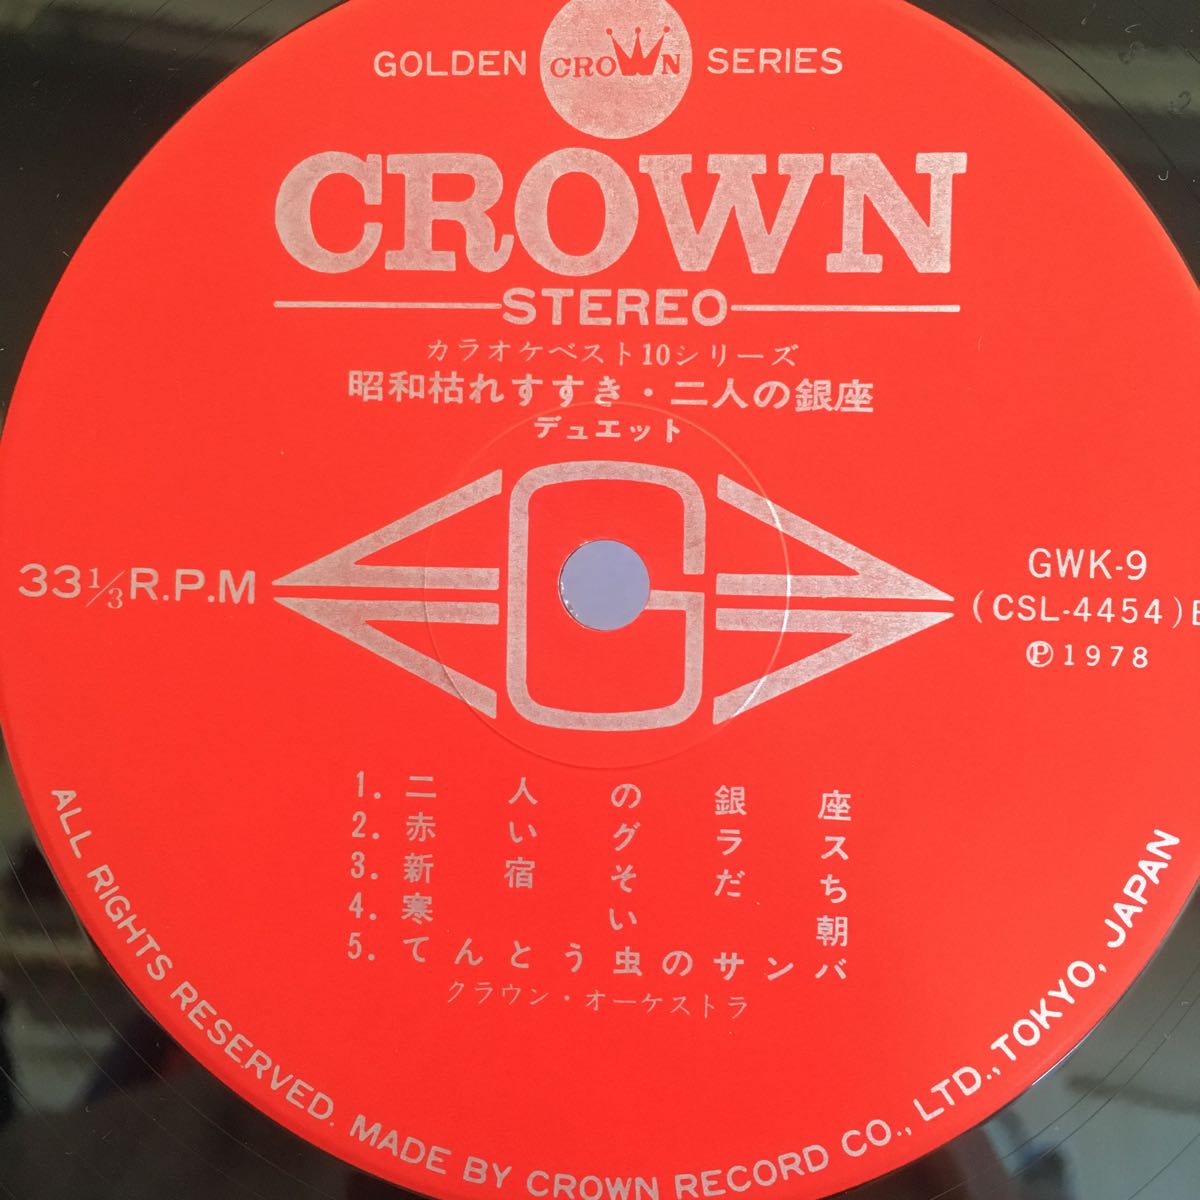 GOLDEN CROWN SERIES
CROWN
STEREO
カラオケベスト10シリーズ
昭和枯れすすき・二人の銀座
デュエット
33 1/3 R.P.M
G
GWK-9
(CSL-4454)
Ⓟ1978
1. 二人の銀座
2. 赤いグラス
3. 新宿そだち
4. 寒い朝
5. てんとう虫のサンバ
クラウン・オーケストラ
ALL RIGHTS RESERVED. MADE BY CROWN RECORD CO., LTD., TOKYO, JAPAN